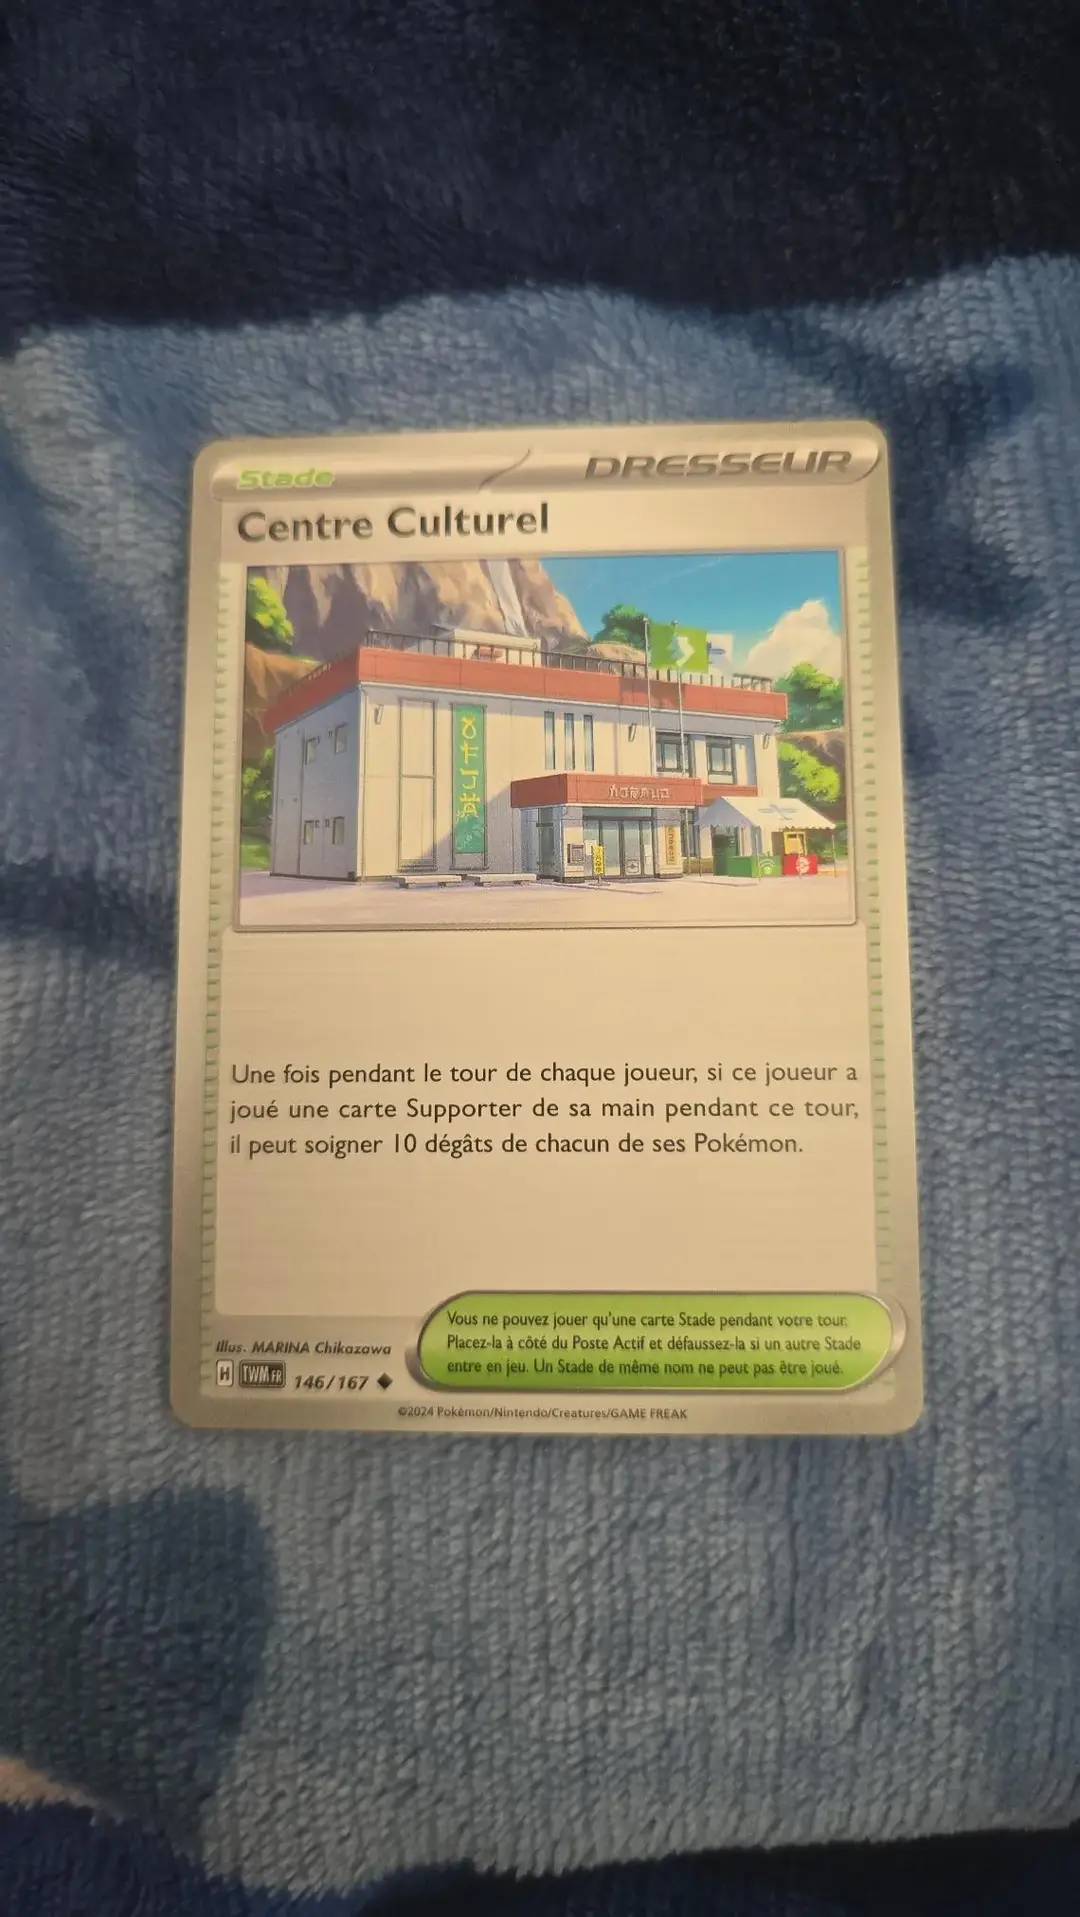 Stade
DRESSEUR
Centre Culturel
Une fois pendant le tour de chaque joueur, si ce joueur a
joué une carte Supporter de sa main pendant ce tour,
il peut soigner 10 dégâts de chacun de ses Pokémon.
Vous ne pouvez jouer qu'une carte Stade pendant votre tour.
Placez-la à côté du Poste Actif et défaussez-la si un autre Stade
entre en jeu. Un Stade de même nom ne peut pas être joué.
Illus. MARINA Chikazawa
H TWM FR 146/167
©2024 Pokémon/Nintendo/Creatures/GAME FREAK